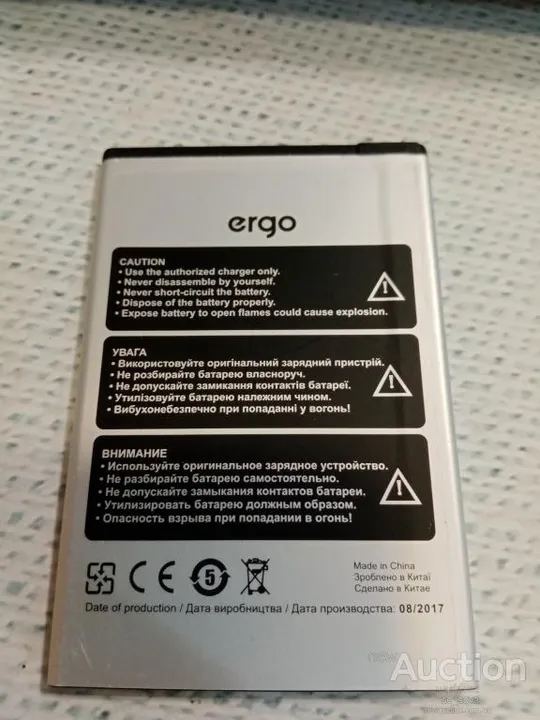 ergo
CAUTION
• Use the authorized charger only.
• Never disassemble by yourself.
• Never short-circuit the battery.
• Dispose of the battery properly.
• Expose battery to open flames could cause explosion.
УВАГА
• Використовуйте оригінальний зарядний пристрій.
• Не розбирайте батарею власноруч.
• Не допускайте замикання контактів батареї.
• Утилізовуйте батарею належним чином.
• Вибухонебезпечно при попаданні у вогонь!
ВНИМАНИЕ
• Используйте оригинальное зарядное устройство.
• Не разбирайте батарею самостоятельно.
• Не допускайте замыкания контактов батареи.
• Утилизировать батарею должным образом.
• Опасность взрыва при попадании в огонь!
CE 5
Made in China
Зроблено в Китаї
Сделано в Китае
Date of production / Дата виробництва / Дата производства: 08/2017
Auction